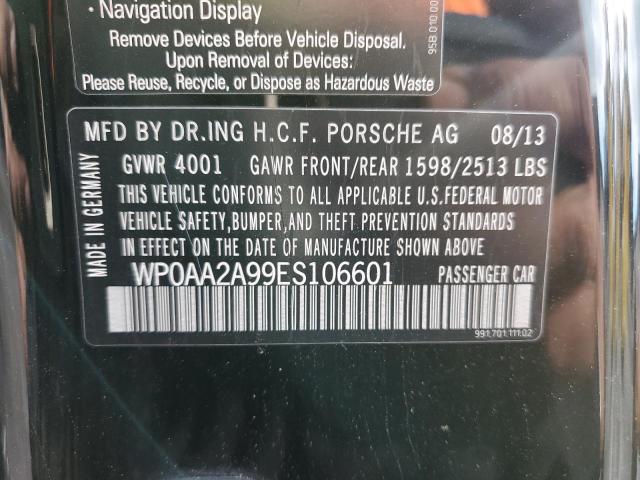 · Navigation Display
Remove Devices Before Vehicle Disposal.
Upon Removal of Devices:
Please Reuse, Recycle, or Dispose as Hazardous Waste
95B.010.00
MFD BY DR.ING H.C.F. PORSCHE AG 08/13
GVWR 4001 GAWR FRONT/REAR 1598/2513 LBS
THIS VEHICLE CONFORMS TO ALL APPLICABLE U.S.FEDERAL MOTOR
VEHICLE SAFETY,BUMPER,AND THEFT PREVENTION STANDARDS
IN EFFECT ON THE DATE OF MANUFACTURE SHOWN ABOVE.
WP0AA2A99ES106601 PASSENGER CAR
991.701.111.02
MADE IN GERMANY